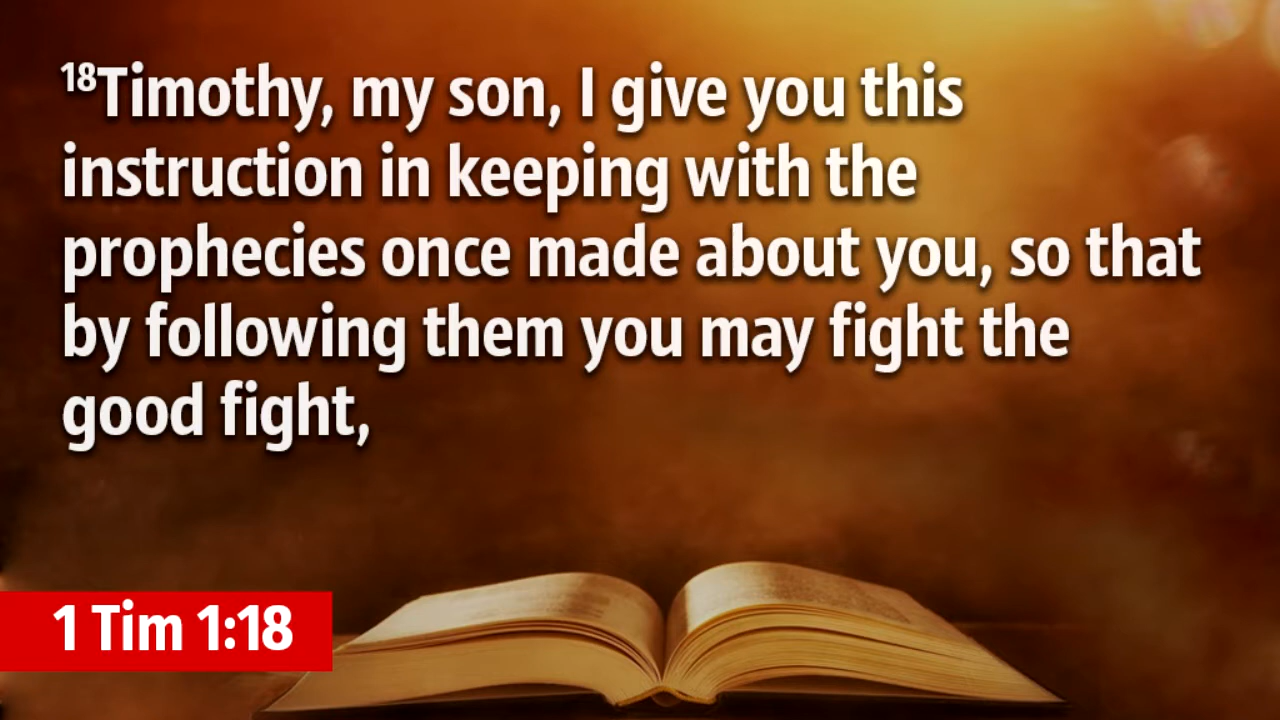 ¹⁸Timothy, my son, I give you this
instruction in keeping with the
prophecies once made about you, so that
by following them you may fight the
good fight,
1 Tim 1:18